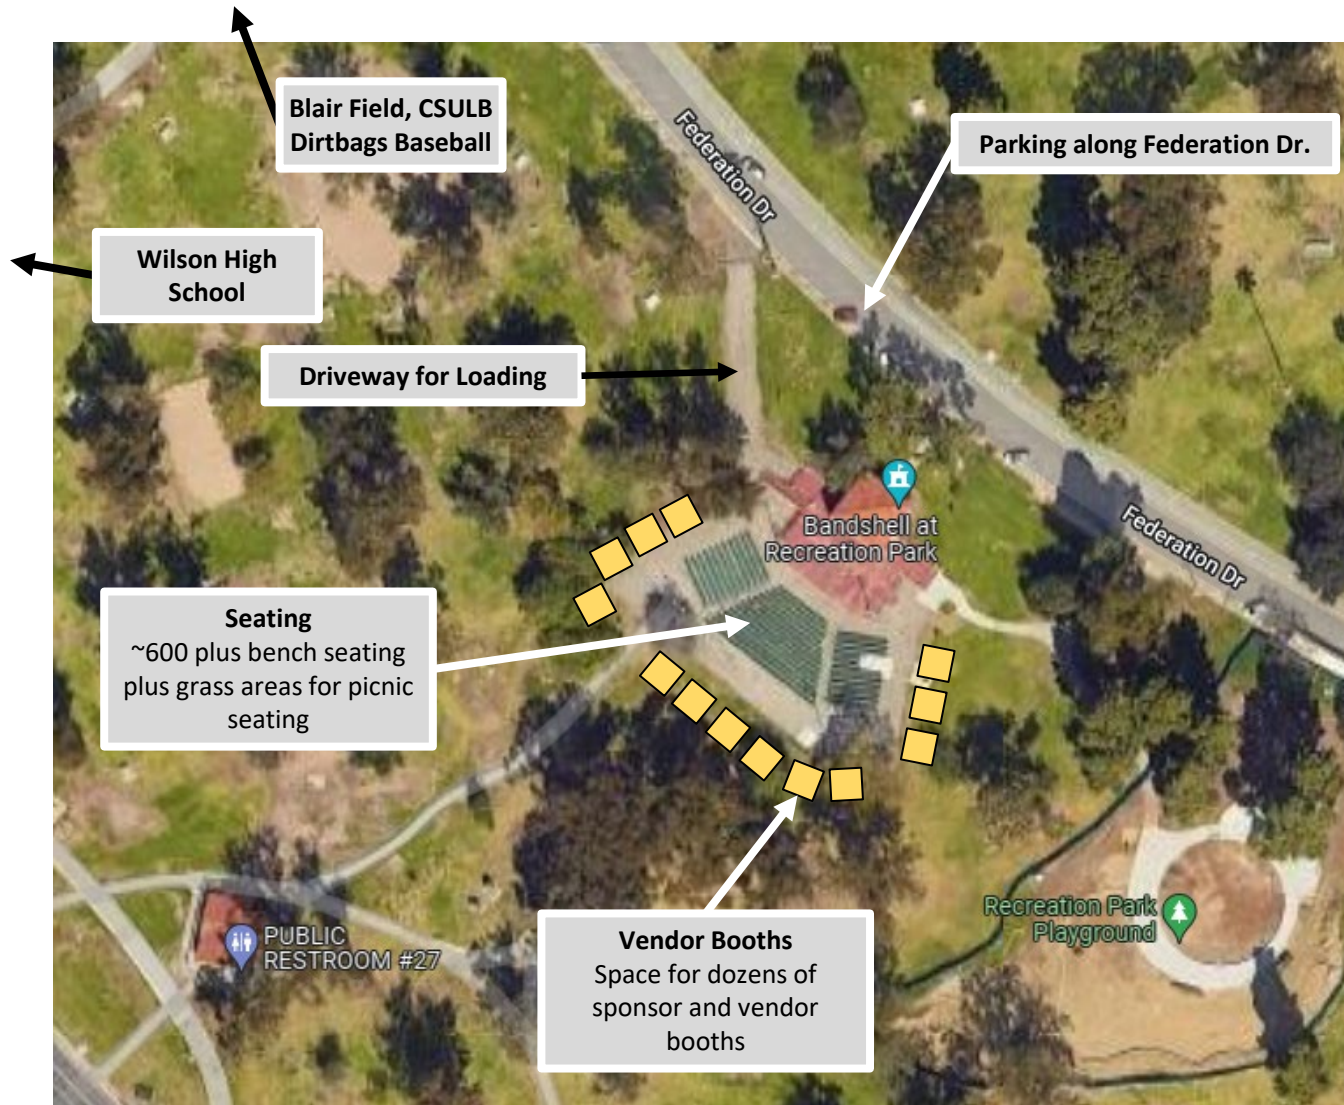 Blair Field, CSULB
Dirtbags Baseball
Federation Dr
Parking along Federation Dr.
Wilson High
School
Driveway for Loading
Bandshell at
Recreation Park
Federation Dr
Seating
~600 plus bench seating
plus grass areas for picnic
seating
Recreation Park
Playground
PUBLIC
RESTROOM #27
Vendor Booths
Space for dozens of
sponsor and vendor
booths